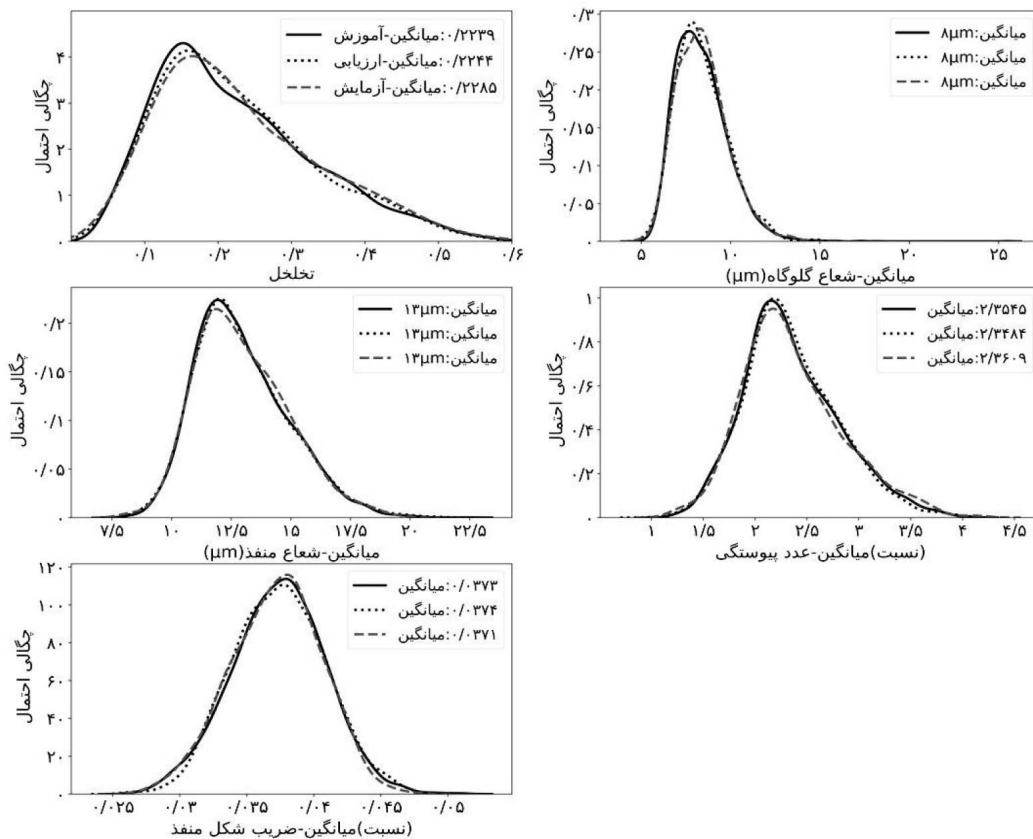 میانگین-آموزش:۰/۲۲۳۹
میانگین-ارزیابی:۰/۲۲۴۴
میانگین-آزمایش:۰/۲۲۸۵
چگالی احتمال
۴
۳
۲
۱
۰
۰/۱ ۰/۲ ۰/۳ ۰/۴ ۰/۵ ۰/۶
تخلخل
میانگین:۸µm
میانگین:۸µm
میانگین:۸µm
چگالی احتمال
۰/۳
۰/۲۵
۰/۲
۰/۱۵
۰/۱
۰/۰۵
۰
۵ ۱۰ ۱۵ ۲۰ ۲۵
میانگین-شعاع گلوگاه(µm)
میانگین:۱۳µm
میانگین:۱۳µm
میانگین:۱۳µm
چگالی احتمال
۰/۲
۰/۱۵
۰/۱
۰/۰۵
۰
۷/۵ ۱۰ ۱۲/۵ ۱۵ ۱۷/۵ ۲۰ ۲۲/۵
میانگین-شعاع منفذ(µm)
میانگین:۲/۳۵۴۵
میانگین:۲/۳۴۸۴
میانگین:۲/۳۶۰۹
چگالی احتمال
۱
۰/۸
۰/۶
۰/۴
۰/۲
۰
۱ ۱/۵ ۲ ۲/۵ ۳ ۳/۵ ۴ ۴/۵
(نسبت)میانگین-عدد پیوستگی
میانگین:۰/۰۳۷۳
میانگین:۰/۰۳۷۴
میانگین:۰/۰۳۷۱
چگالی احتمال
۱۲۰
۱۰۰
۸۰
۶۰
۴۰
۲۰
۰
۰/۰۲۵ ۰/۰۳ ۰/۰۳۵ ۰/۰۴ ۰/۰۴۵ ۰/۰۵
(نسبت)میانگین-ضریب شکل منفذ